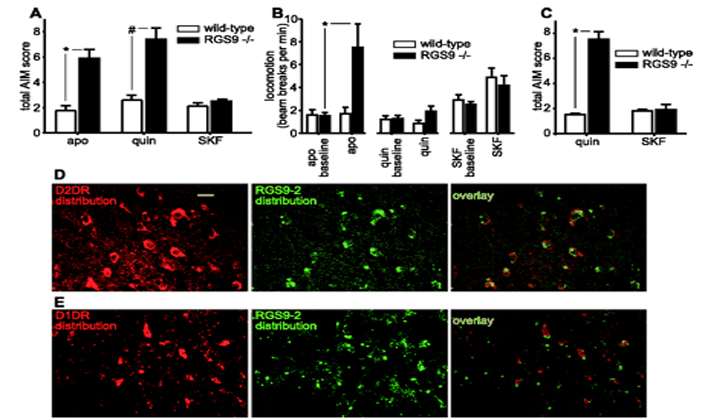 A
B
C
total AIM score
8
6
4
2
0
*
#
wild-type
RGS9 -/-
apo
quin
SKF
locomotion
(beam breaks per min)
10
8
6
4
2
0
*
wild-type
RGS9 -/-
apo
baseline
apo
quin
baseline
quin
SKF
baseline
SKF
total AIM score
8
6
4
2
0
*
wild-type
RGS9 -/-
quin
SKF
D
D2DR
distribution
RGS9-2
distribution
overlay
E
D1DR
distribution
RGS9-2
distribution
overlay